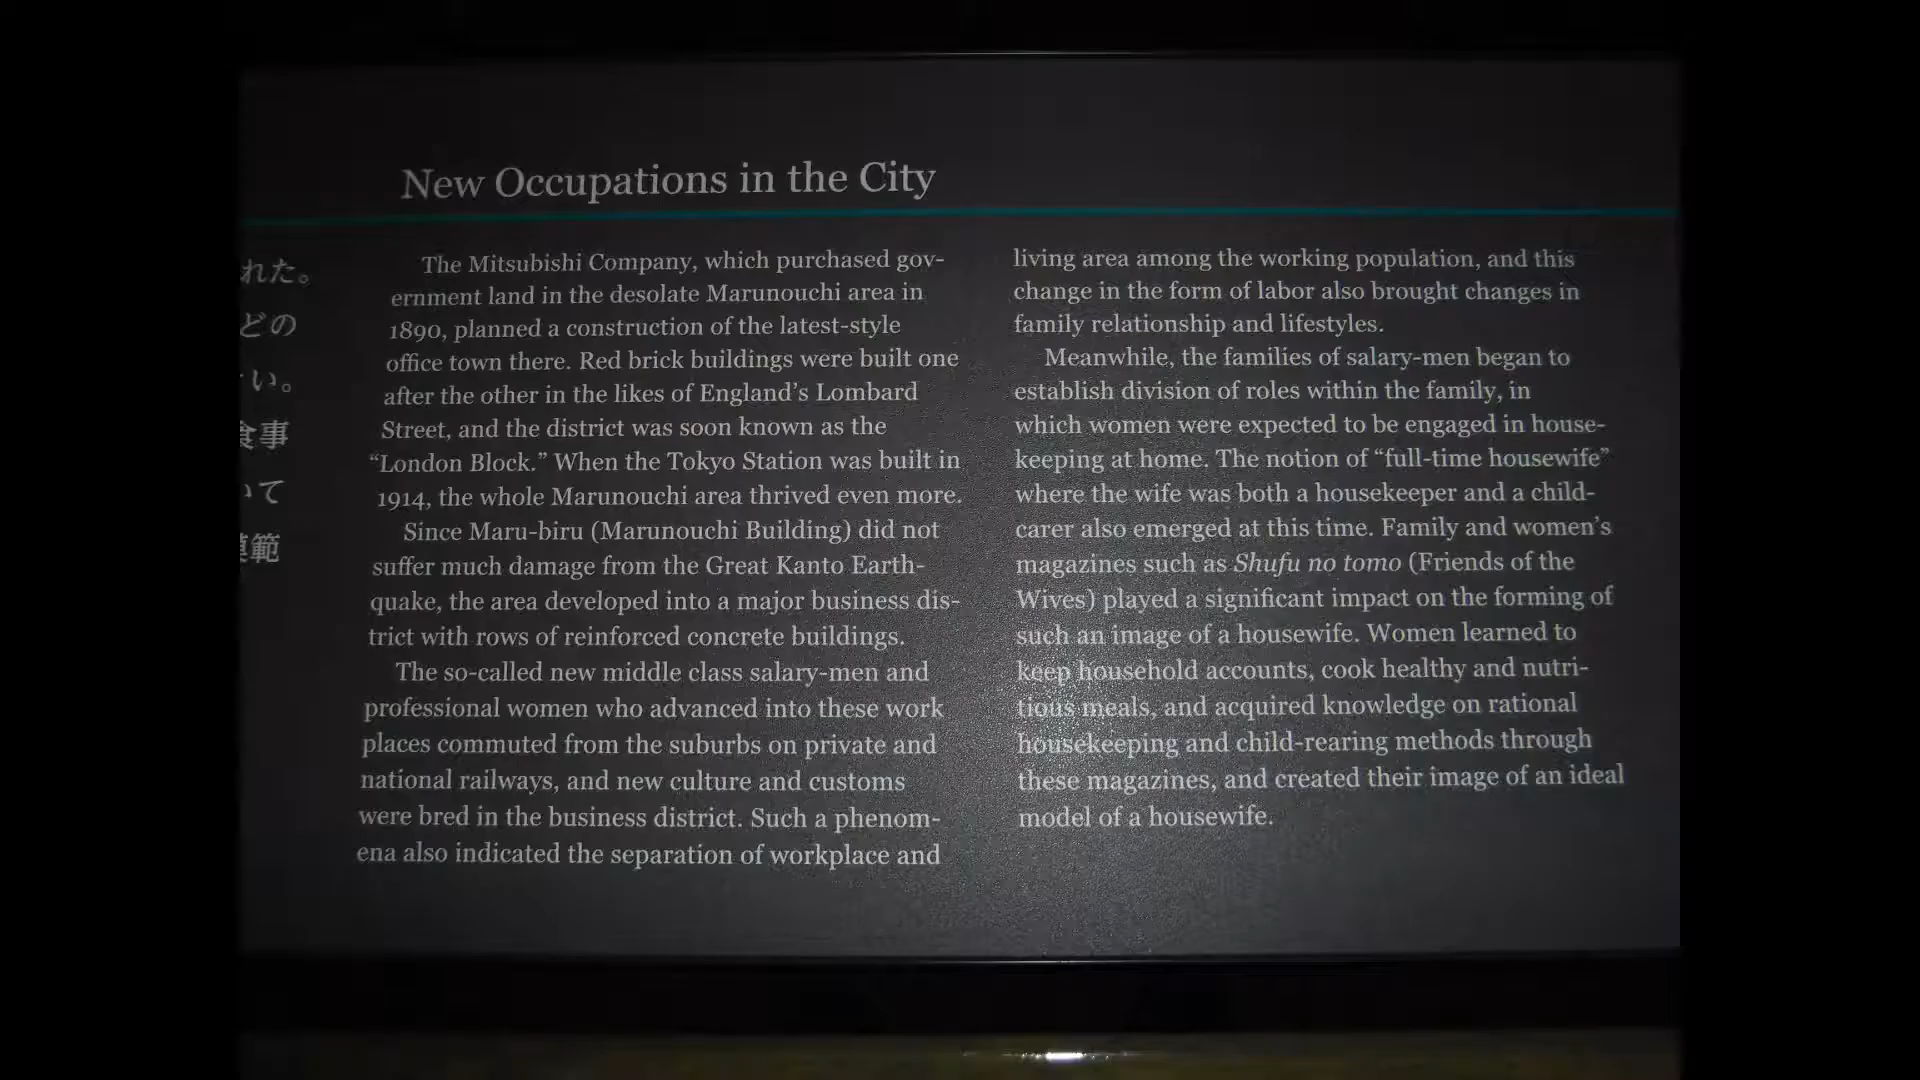 New Occupations in the City
れた。
どの
い。
食事
いて
範
The Mitsubishi Company, which purchased gov-
ernment land in the desolate Marunouchi area in
1890, planned a construction of the latest-style
office town there. Red brick buildings were built one
after the other in the likes of England’s Lombard
Street, and the district was soon known as the
“London Block.” When the Tokyo Station was built in
1914, the whole Marunouchi area thrived even more.
Since Maru-biru (Marunouchi Building) did not
suffer much damage from the Great Kanto Earth-
quake, the area developed into a major business dis-
trict with rows of reinforced concrete buildings.
The so-called new middle class salary-men and
professional women who advanced into these work
places commuted from the suburbs on private and
national railways, and new culture and customs
were bred in the business district. Such a phenom-
ena also indicated the separation of workplace and
living area among the working population, and this
change in the form of labor also brought changes in
family relationship and lifestyles.
Meanwhile, the families of salary-men began to
establish division of roles within the family, in
which women were expected to be engaged in house-
keeping at home. The notion of “full-time housewife”
where the wife was both a housekeeper and a child-
carer also emerged at this time. Family and women’s
magazines such as Shufu no tomo (Friends of the
Wives) played a significant impact on the forming of
such an image of a housewife. Women learned to
keep household accounts, cook healthy and nutri-
tious meals, and acquired knowledge on rational
housekeeping and child-rearing methods through
these magazines, and created their image of an ideal
model of a housewife.